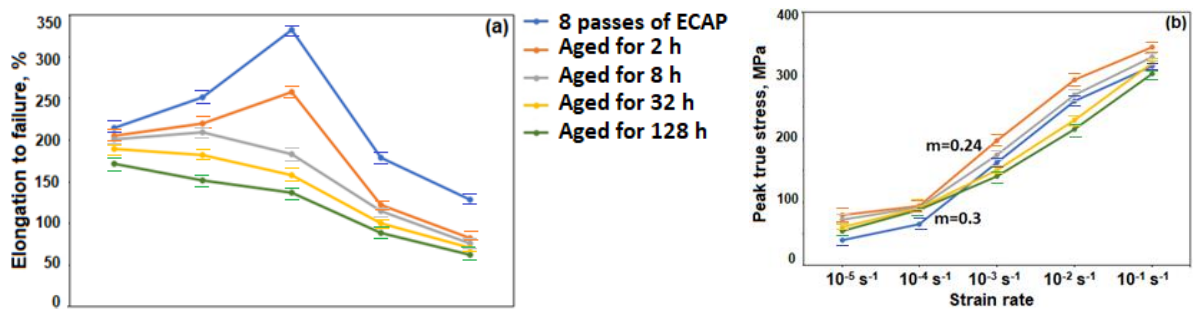 350
300
250
200
150
100
50
0
Elongation to failure, %
(a)
8 passes of ECAP
Aged for 2 h
Aged for 8 h
Aged for 32 h
Aged for 128 h
400
300
200
100
0
Peak true stress, MPa
(b)
m=0.24
m=0.3
10⁻⁵ s⁻¹ 10⁻⁴ s⁻¹ 10⁻³ s⁻¹ 10⁻² s⁻¹ 10⁻¹ s⁻¹
Strain rate